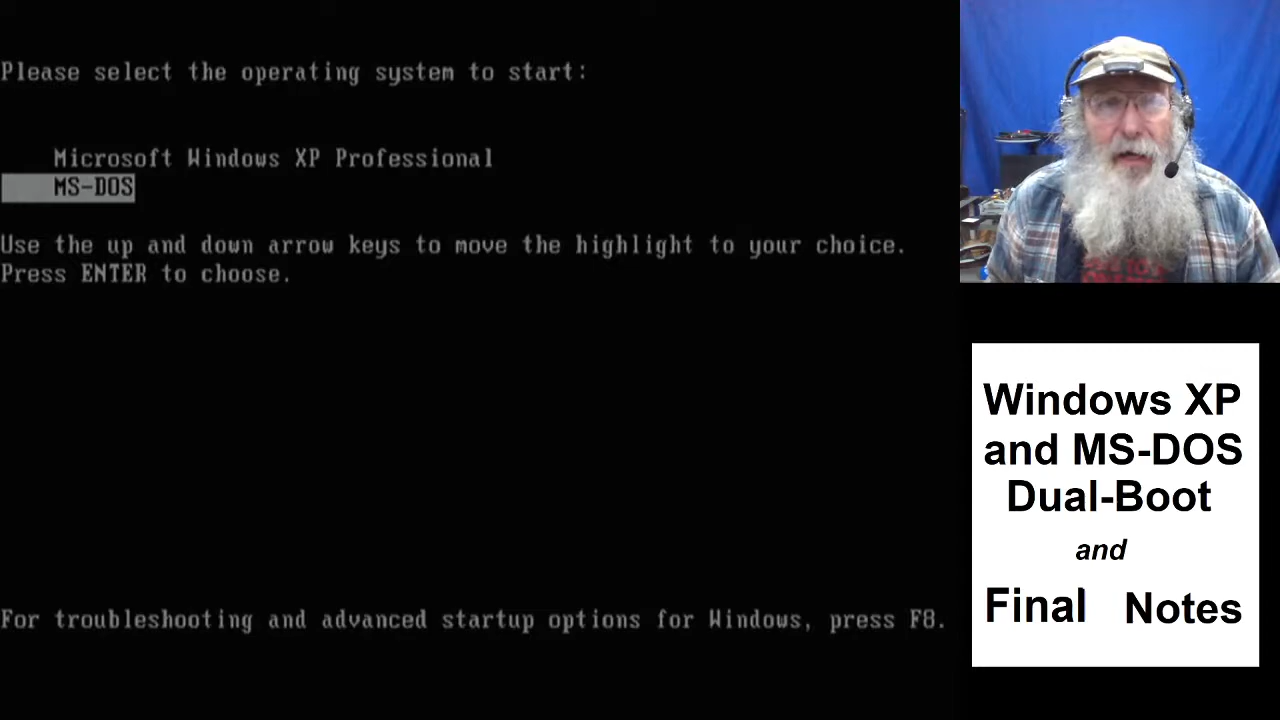 Please select the operating system to start:
Microsoft Windows XP Professional
MS-DOS
Use the up and down arrow keys to move the highlight to your choice.
Press ENTER to choose.
For troubleshooting and advanced startup options for Windows, press F8.
Windows XP
and MS-DOS
Dual-Boot
and
Final Notes